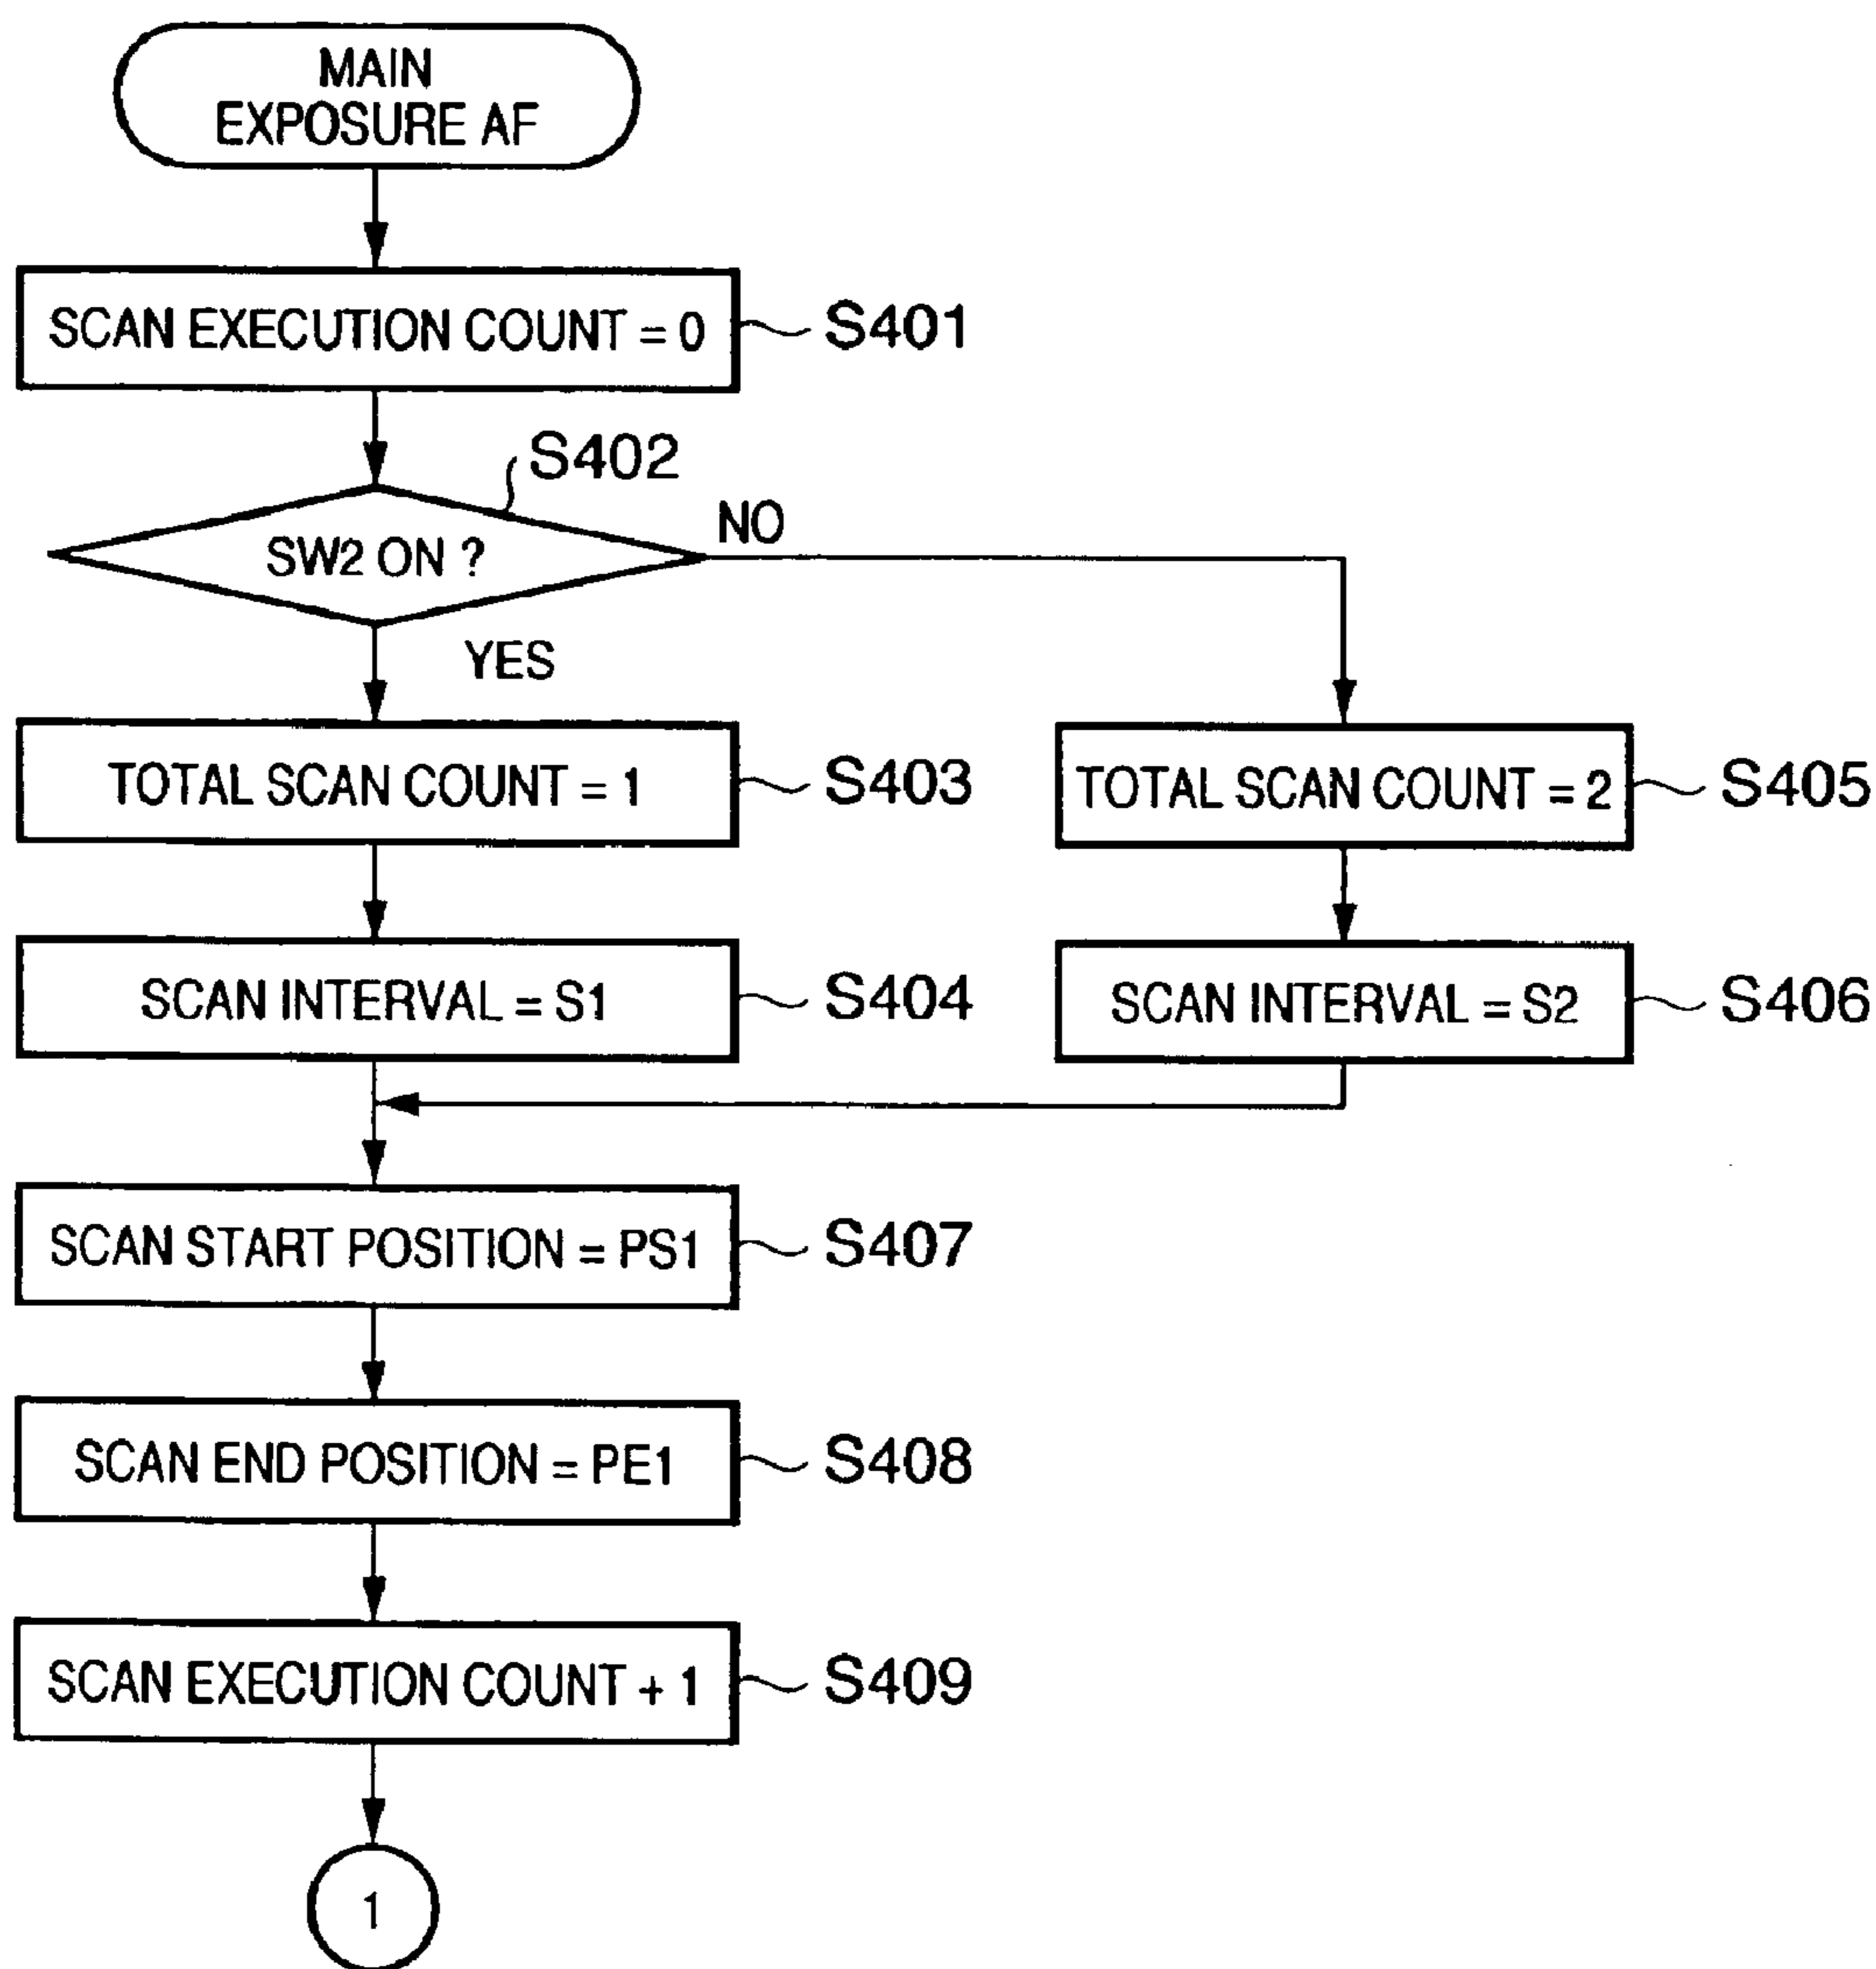 MAIN
EXPOSURE AF
SCAN EXECUTION COUNT = 0
S401
S402
SW2 ON ?
NO
YES
TOTAL SCAN COUNT = 1
S403
TOTAL SCAN COUNT = 2
S405
SCAN INTERVAL = S1
S404
SCAN INTERVAL = S2
S406
SCAN START POSITION = PS1
S407
SCAN END POSITION = PE1
S408
SCAN EXECUTION COUNT + 1
S409
1